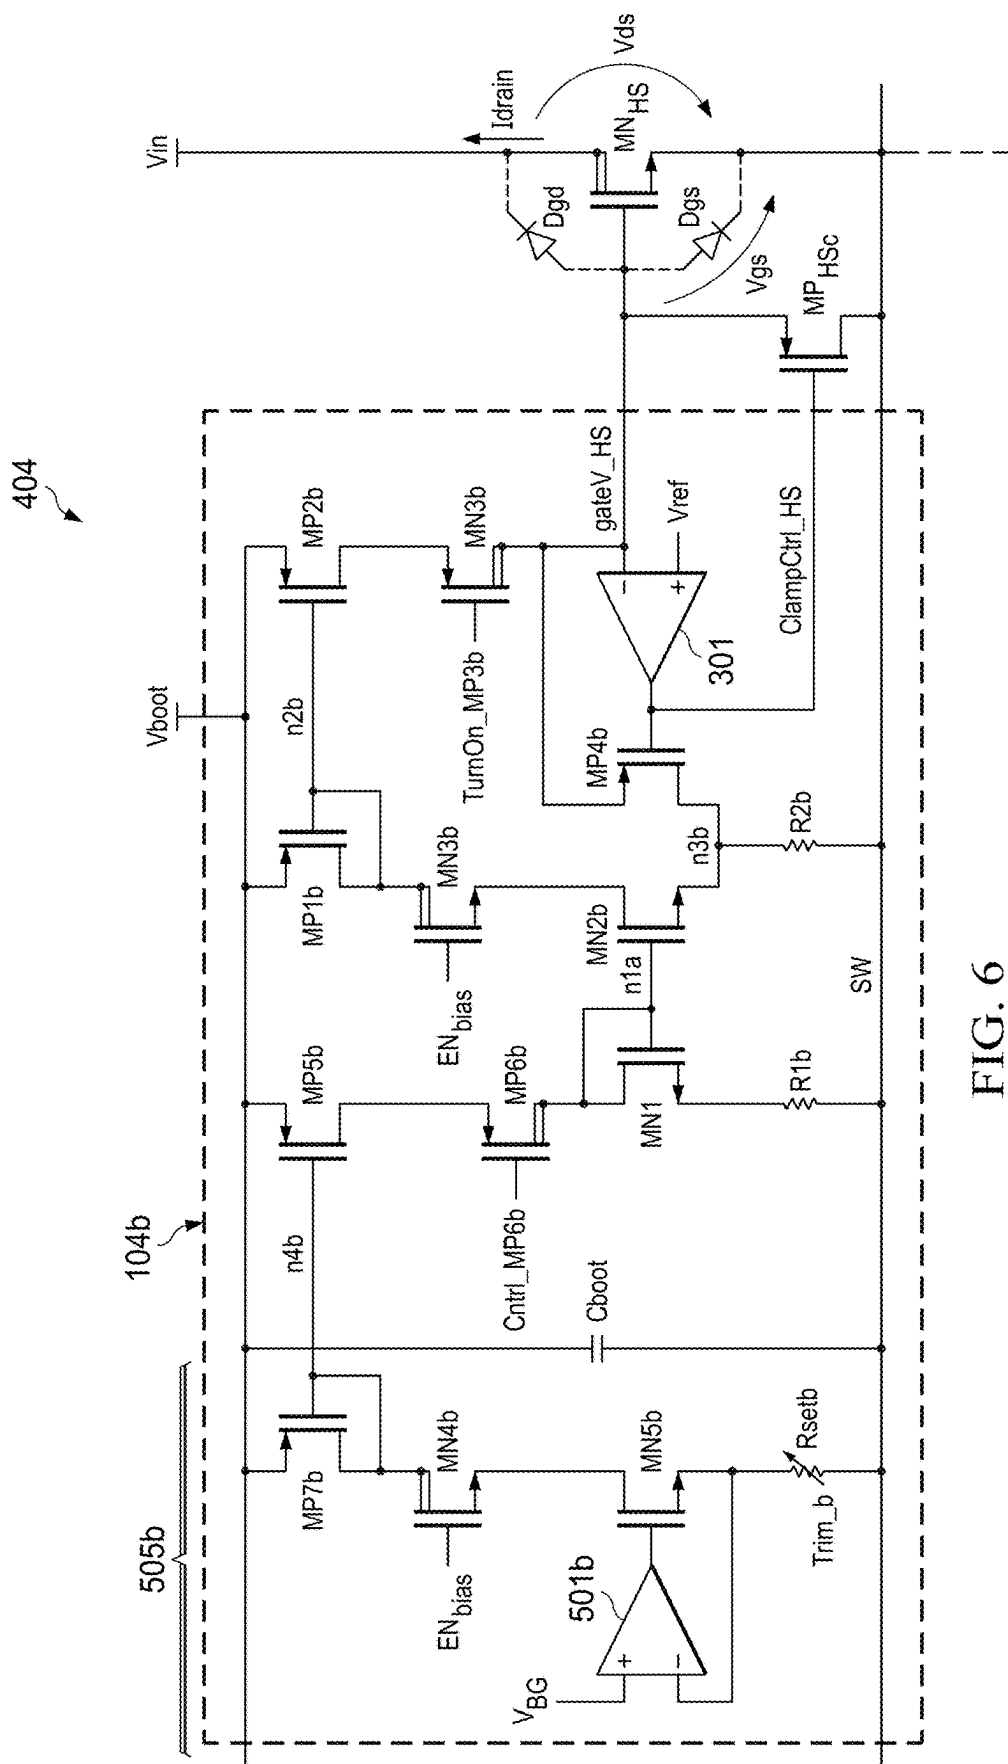 404
Vin
Idrain
Vds
MNHS
Dgd
Dgs
Vgs
MPHSc
Vboot
MP2b
n2b
MN3b
TurnOn_MP3b
gateV_HS
Vref
−
+
301
ClampCtrl_HS
MP4b
n3b
R2b
MP1b
MN3b
ENbias
MN2b
n1a
SW
104b
MP5b
n4b
MP6b
Cntrl_MP6b
MN1
R1b
Cboot
505b
MP7b
MN4b
ENbias
MN5b
501b
VBG
+
−
Rsetb
Trim_b
FIG. 6